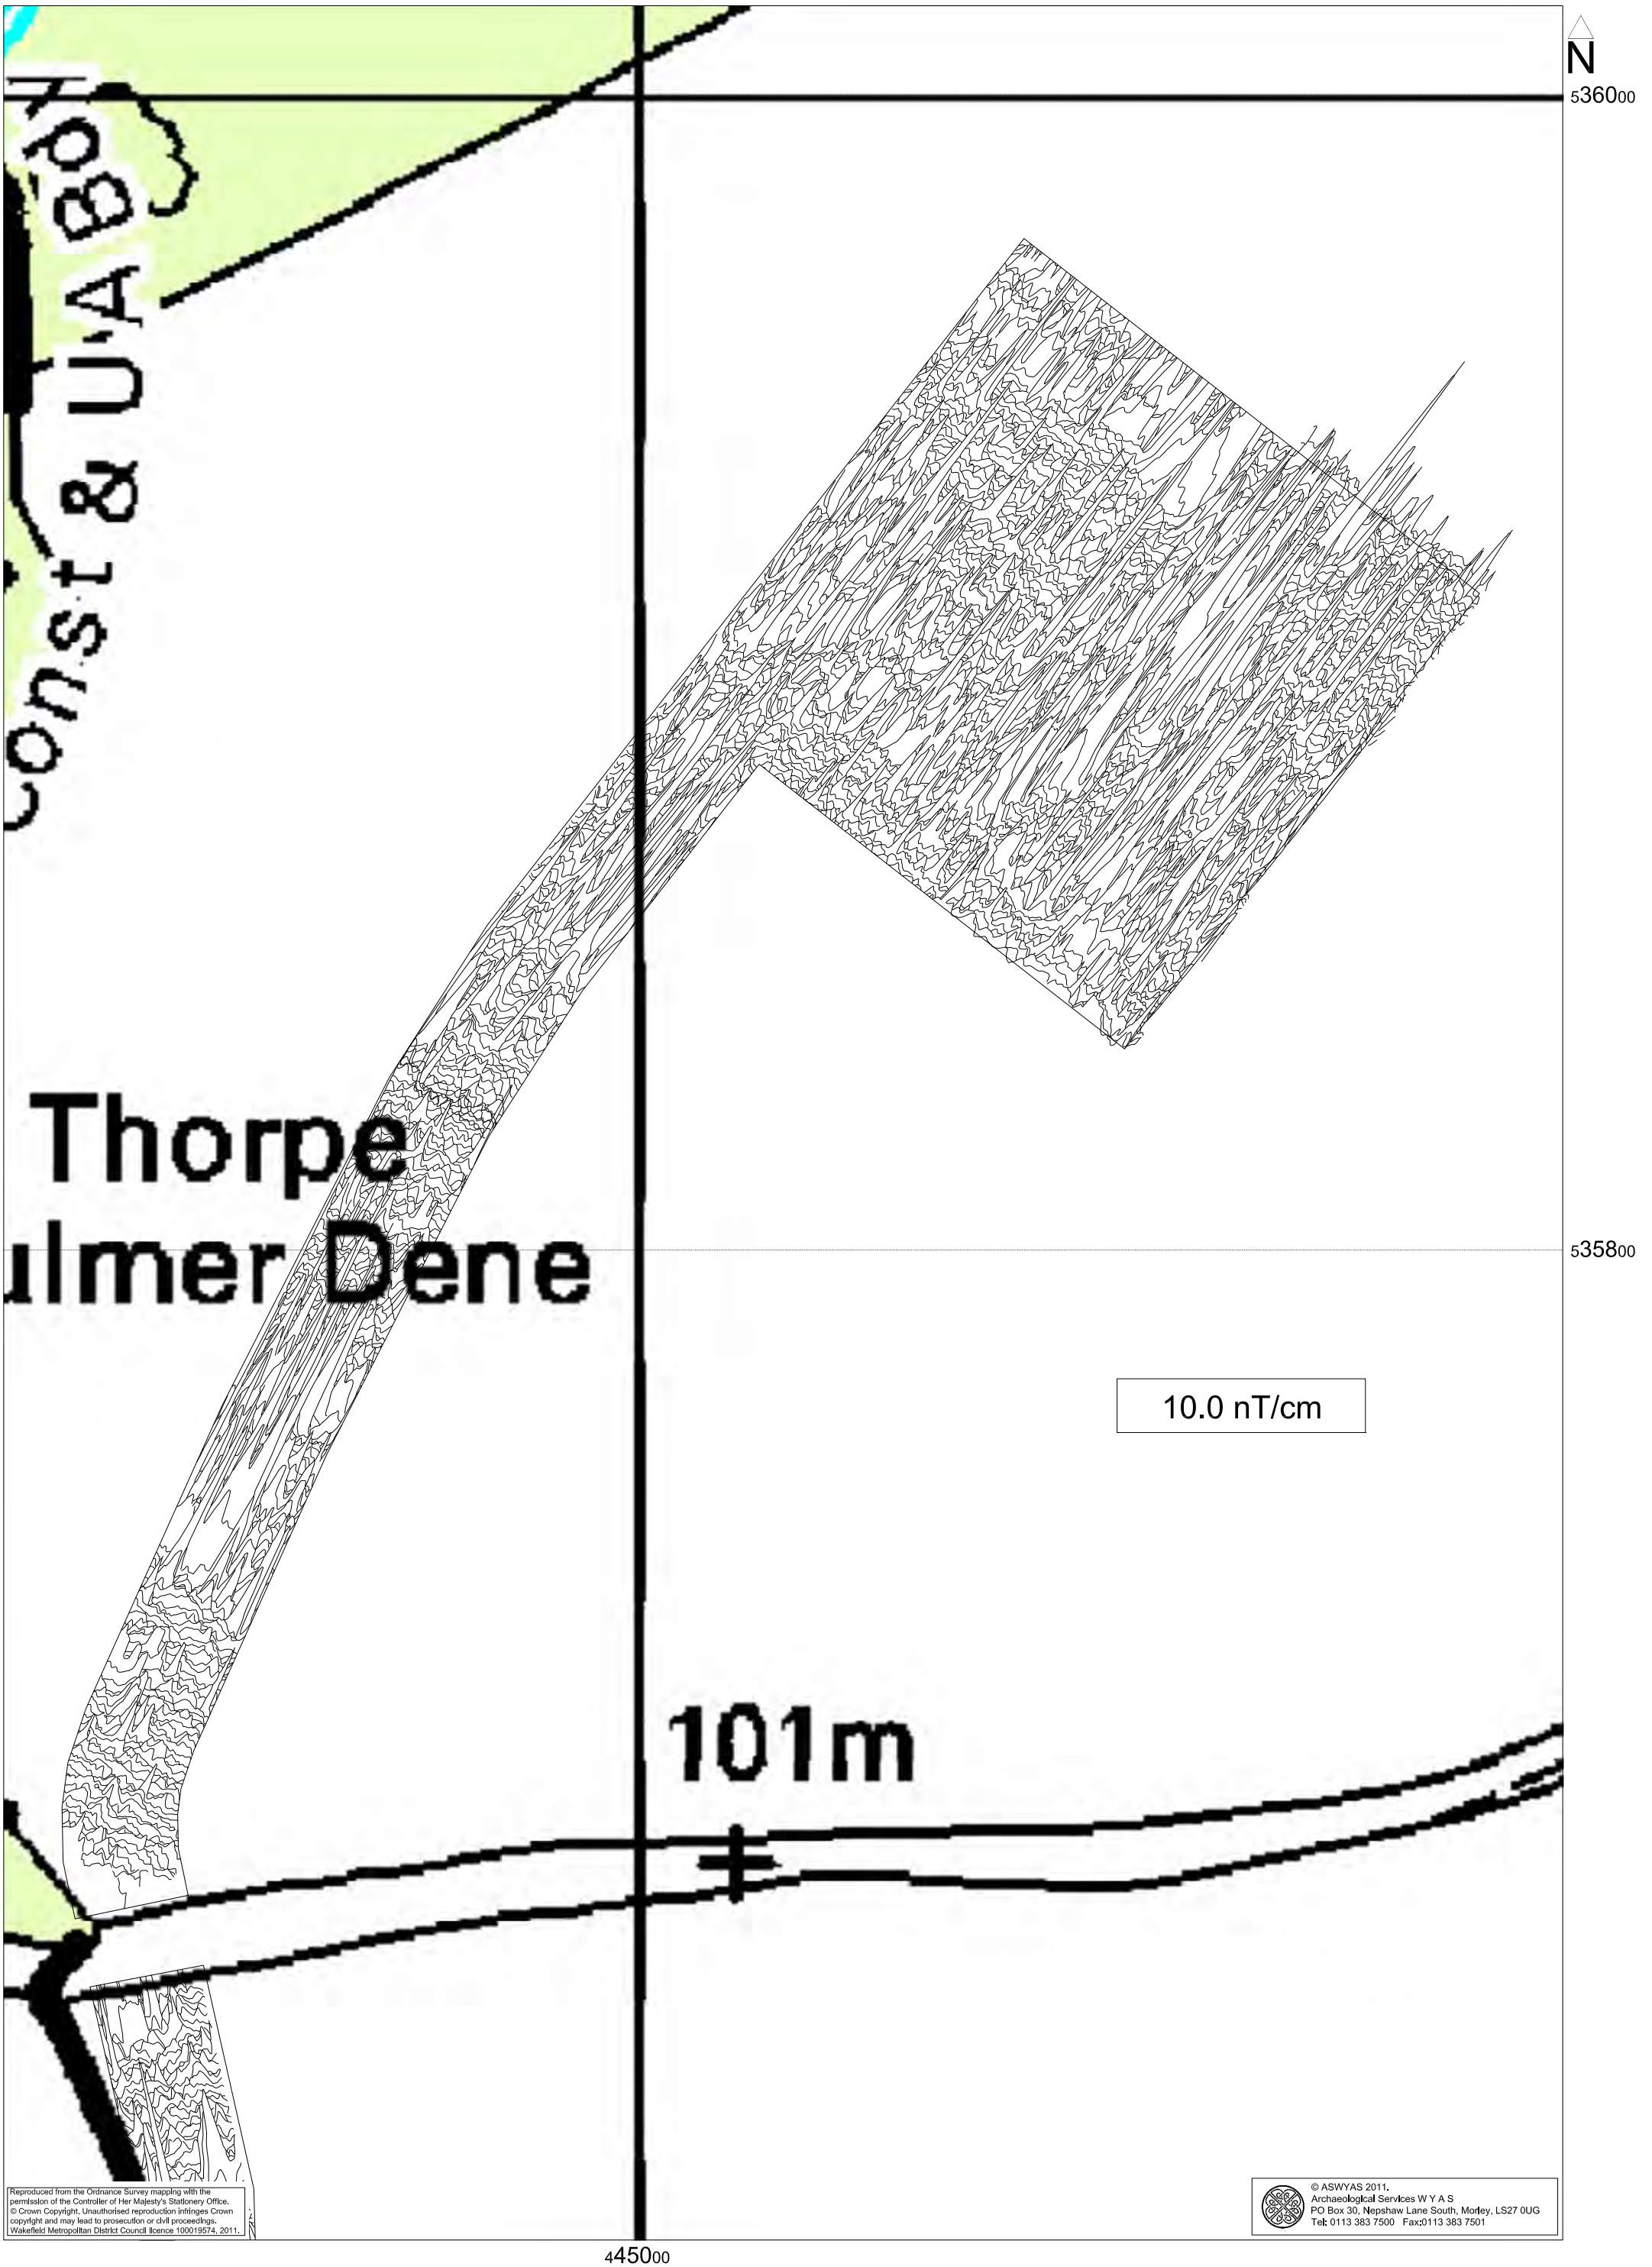 N
536000
Const & UA Bdy
Thorpe
ulmer Dene
535800
10.0 nT/cm
101m
Reproduced from the Ordnance Survey mapping with the
permission of the Controller of Her Majesty's Stationery Office.
© Crown Copyright, Unauthorised reproduction infringes Crown
copyright and may lead to prosecution or civil proceedings.
Wakefield Metropolitan District Council licence 100019574, 2011.
© ASWYAS 2011.
Archaeological Services W Y A S
PO Box 30, Nepshaw Lane South, Morley, LS27 0UG
Tel: 0113 383 7500 Fax:0113 383 7501
445000